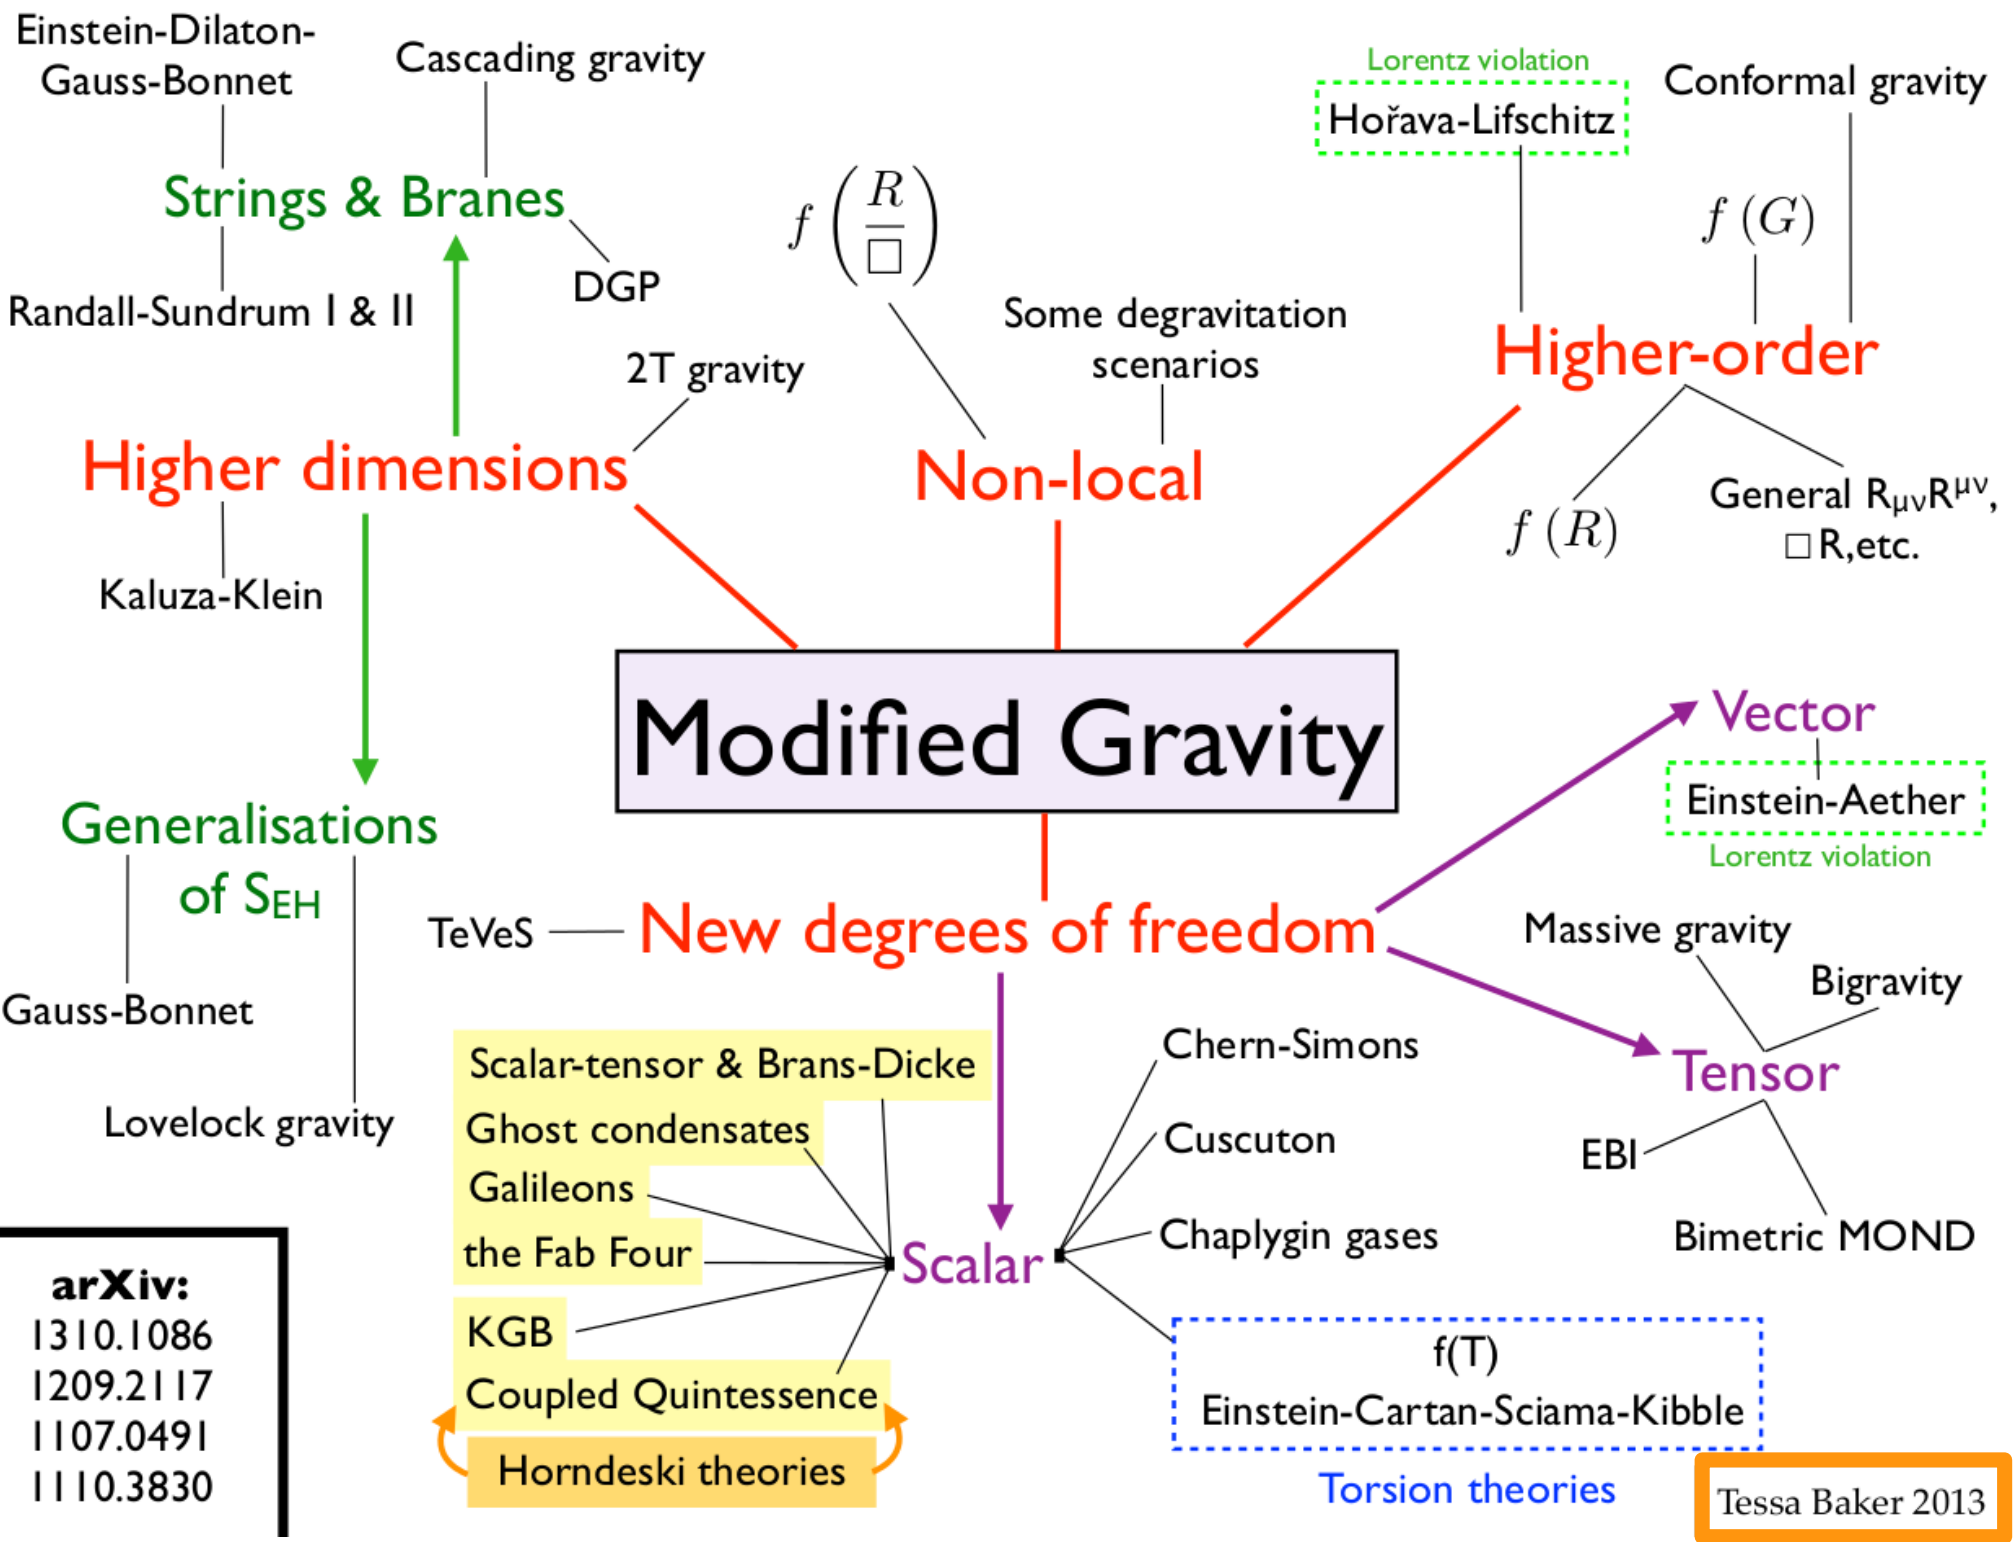 Einstein-Dilaton-
Gauss-Bonnet
Cascading gravity
Strings & Branes
DGP
Randall-Sundrum I & II
2T gravity
Higher dimensions
Kaluza-Klein
f(R/□)
Some degravitation
scenarios
Non-local
Lorentz violation
Hořava-Lifschitz
Conformal gravity
f (G)
Higher-order
f (R)
General RμνRμν,
□ R,etc.
Modified Gravity
Generalisations
of SEH
Gauss-Bonnet
Lovelock gravity
TeVeS
New degrees of freedom
Vector
Einstein-Aether
Lorentz violation
Massive gravity
Bigravity
Tensor
EBI
Bimetric MOND
Scalar-tensor & Brans-Dicke
Ghost condensates
Galileons
the Fab Four
KGB
Coupled Quintessence
Horndeski theories
Scalar
Chern-Simons
Cuscuton
Chaplygin gases
f(T)
Einstein-Cartan-Sciama-Kibble
Torsion theories
arXiv:
1310.1086
1209.2117
1107.0491
1110.3830
Tessa Baker 2013